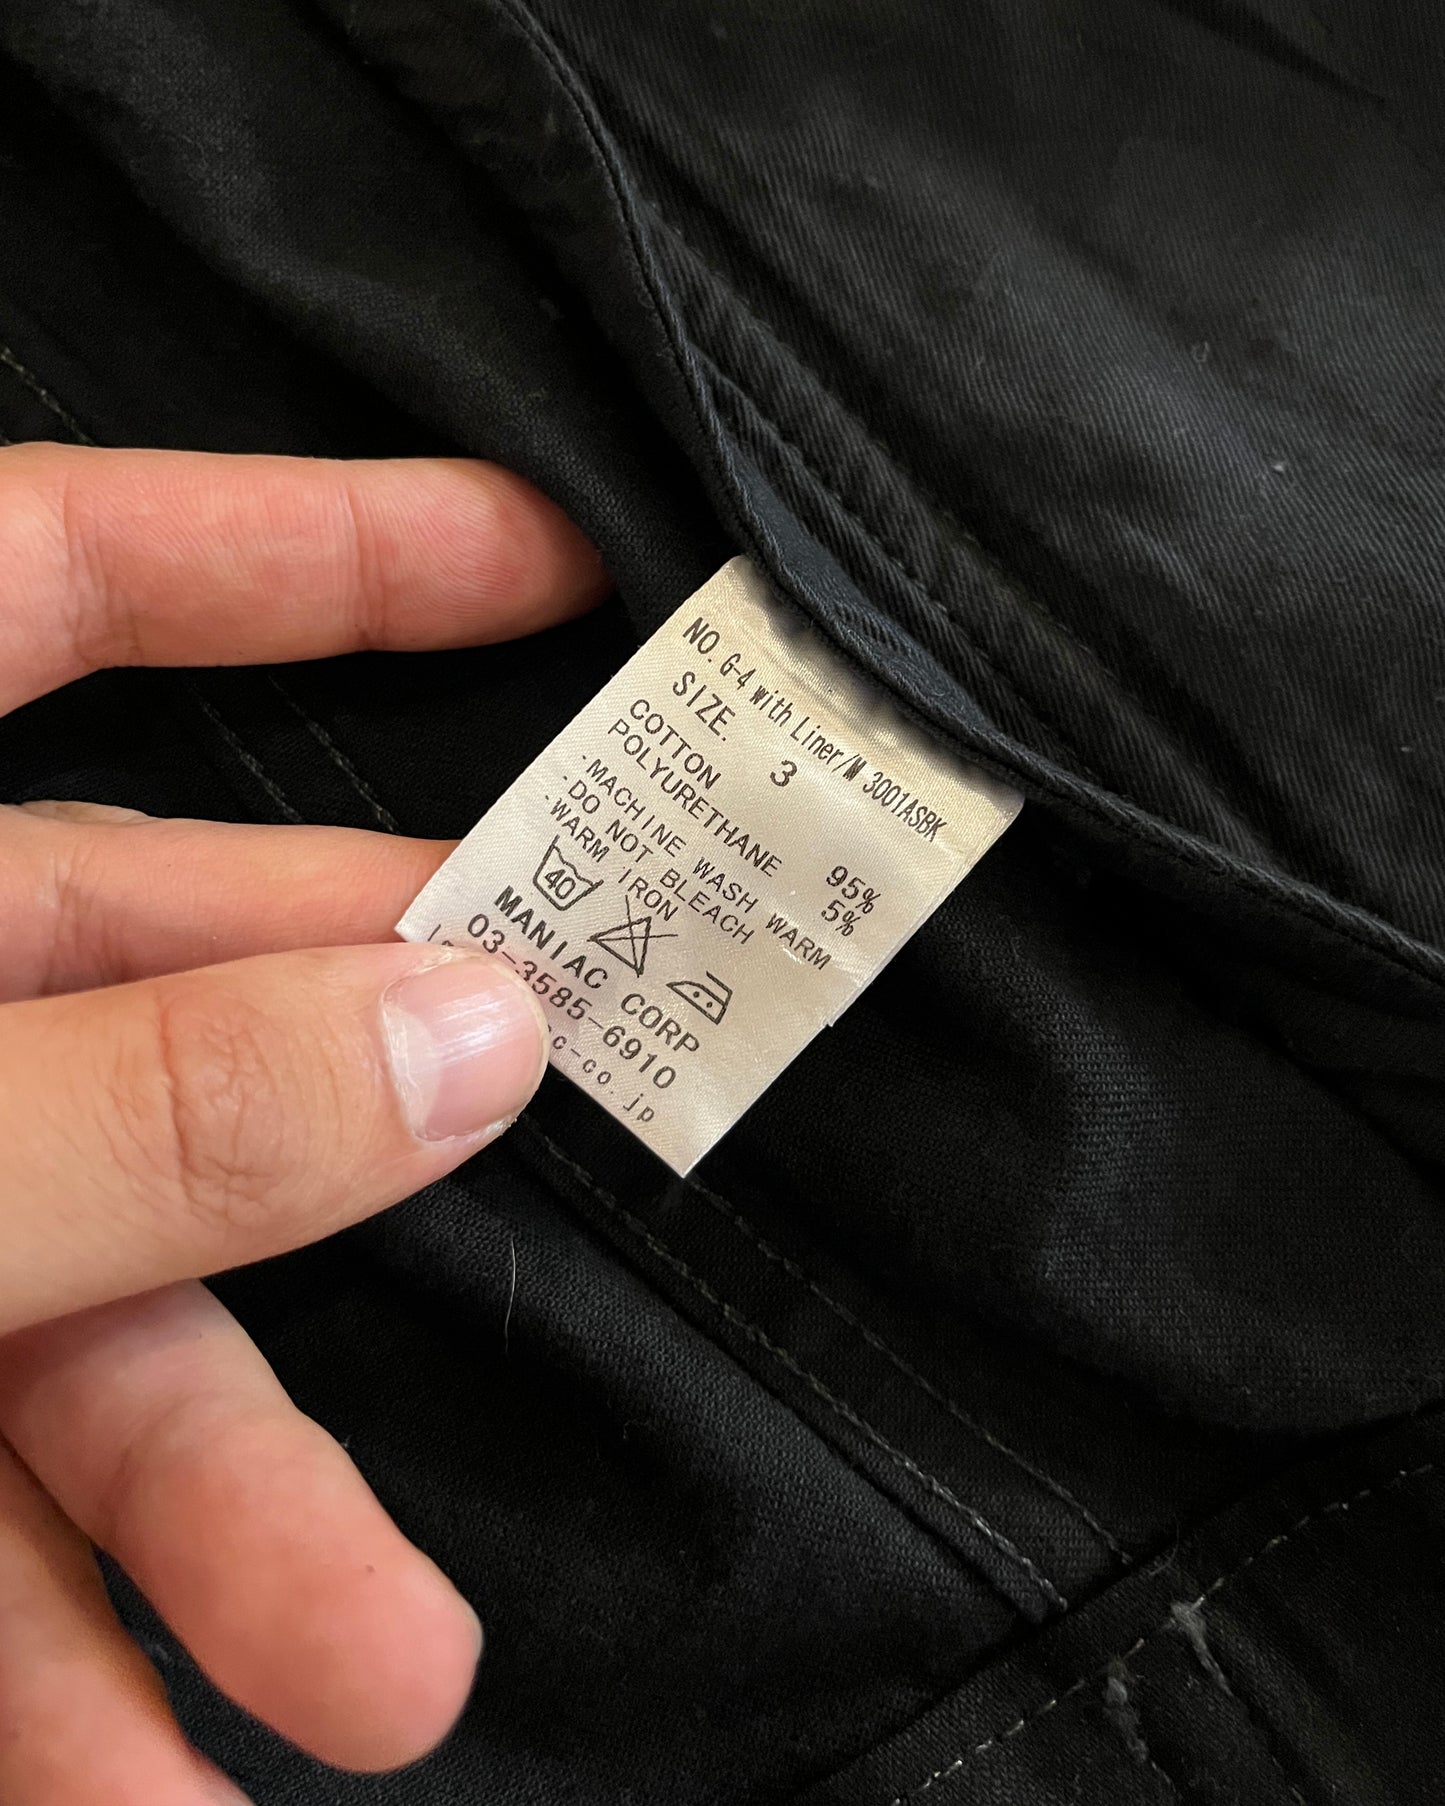 NO. G-4 with Liner/M 3001ASBK
SIZE. 3
COTTON 95%
POLYURETHANE 5%
·MACHINE WASH WARM
·DO NOT BLEACH
·WARM IRON
40
MANIAC CORP
03-3585-6910
co.jp